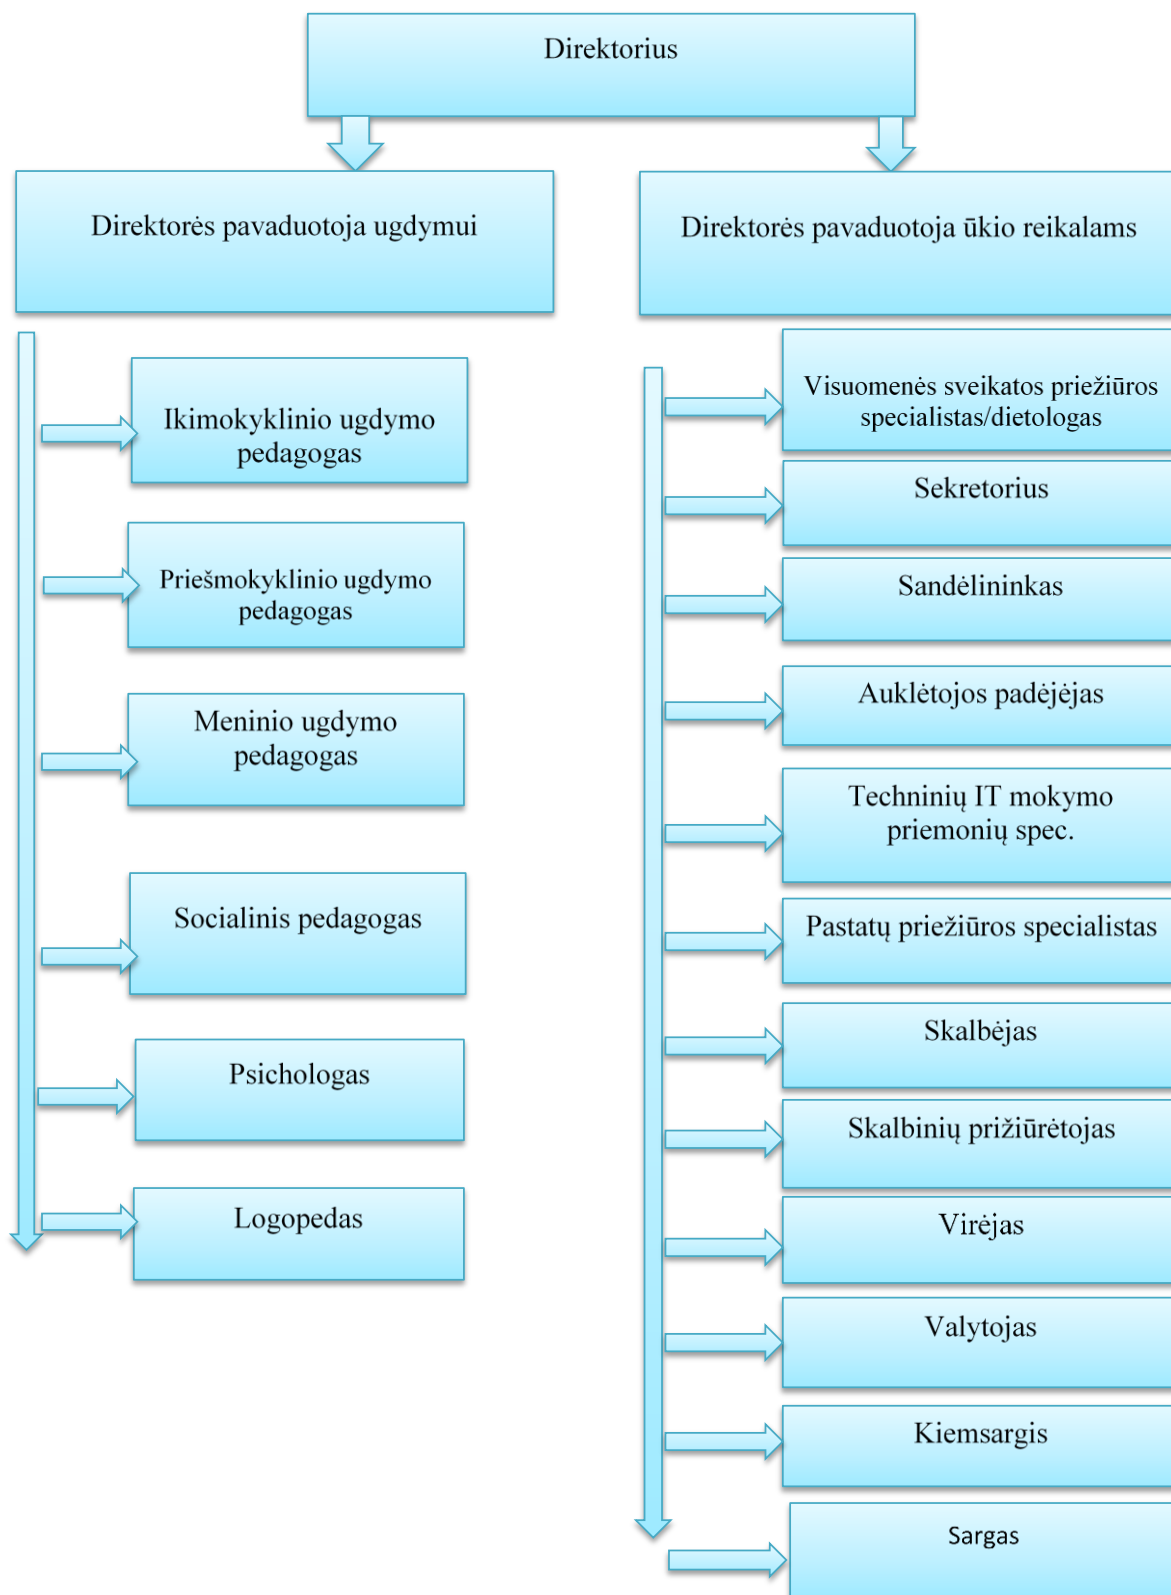 Direktorius
Direktorės pavaduotoja ugdymui
Direktorės pavaduotoja ūkio reikalams
Ikimokyklinio ugdymo
pedagogas
Priešmokyklinio ugdymo
pedagogas
Meninio ugdymo
pedagogas
Socialinis pedagogas
Psichologas
Logopedas
Visuomenės sveikatos priežiūros
specialistas/dietologas
Sekretorius
Sandėlininkas
Auklėtojos padėjėjas
Techninių IT mokymo
priemonių spec.
Pastatų priežiūros specialistas
Skalbėjas
Skalbinių prižiūrėtojas
Virėjas
Valytojas
Kiemsargis
Sargas